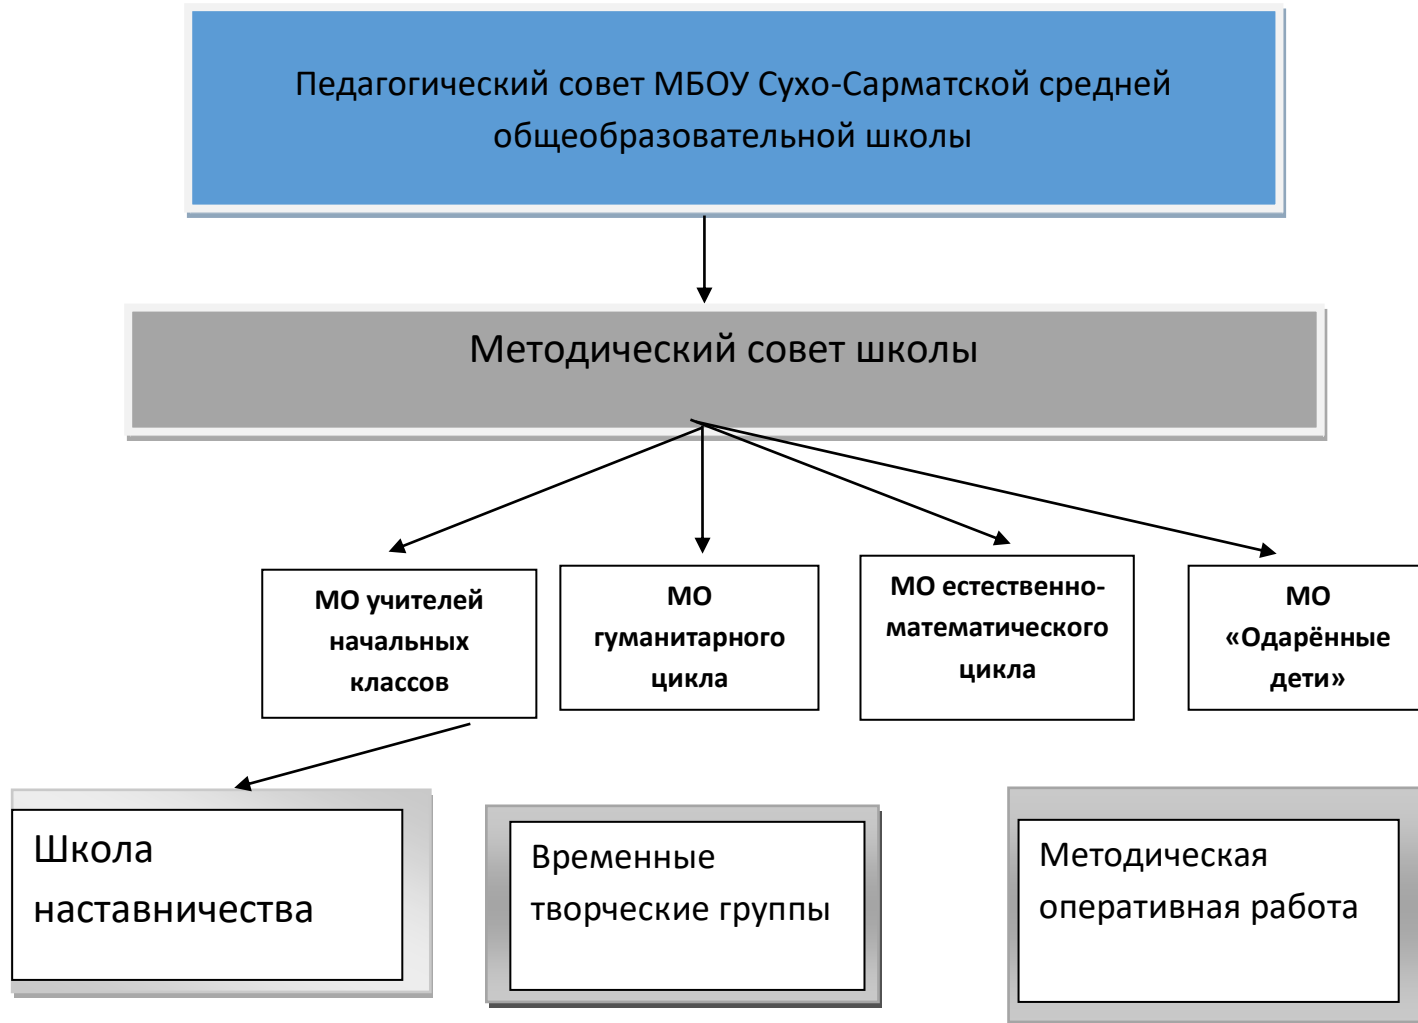 Педагогический совет МБОУ Сухо-Сарматской средней
общеобразовательной школы
Методический совет школы
МО учителей
начальных
классов
МО
гуманитарного
цикла
МО естественно-
математического
цикла
МО
«Одарённые
дети»
Школа
наставничества
Временные
творческие группы
Методическая
оперативная работа